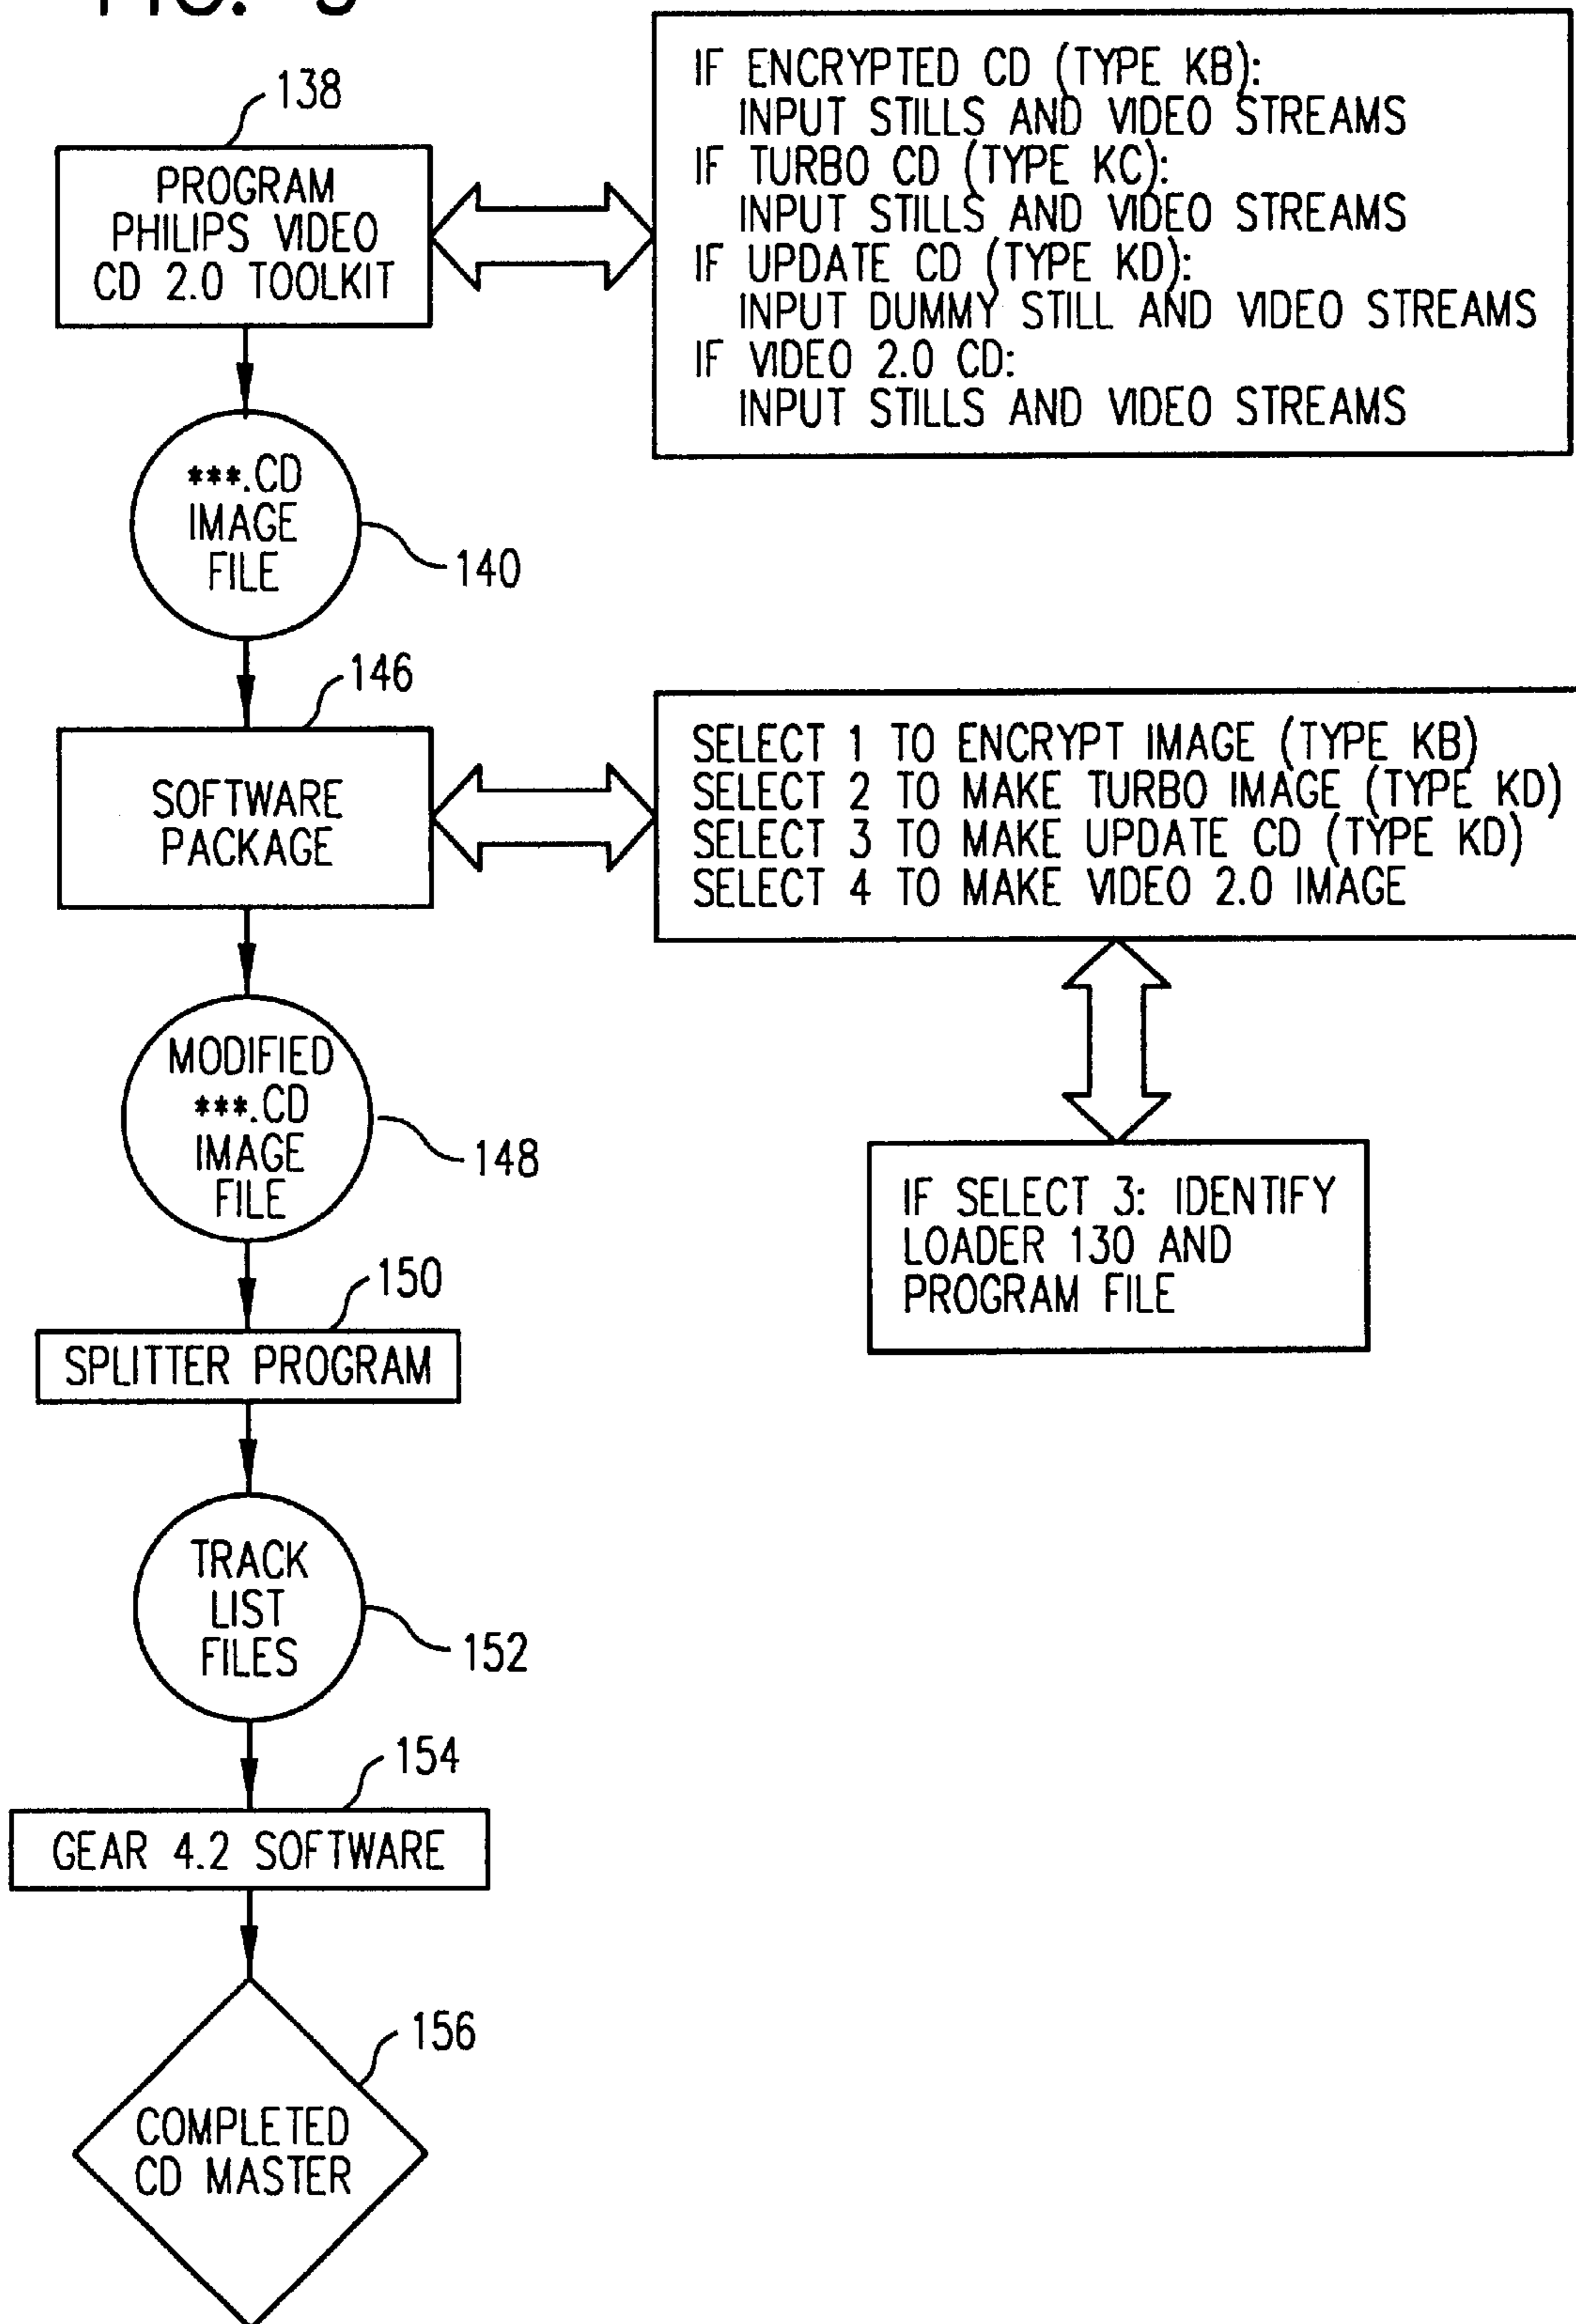 138
PROGRAM
PHILIPS VIDEO
CD 2.0 TOOLKIT
IF ENCRYPTED CD (TYPE KB):
INPUT STILLS AND VIDEO STREAMS
IF TURBO CD (TYPE KC):
INPUT STILLS AND VIDEO STREAMS
IF UPDATE CD (TYPE KD):
INPUT DUMMY STILL AND VIDEO STREAMS
IF VIDEO 2.0 CD:
INPUT STILLS AND VIDEO STREAMS
***.CD
IMAGE
FILE
140
146
SOFTWARE
PACKAGE
SELECT 1 TO ENCRYPT IMAGE (TYPE KB)
SELECT 2 TO MAKE TURBO IMAGE (TYPE KD)
SELECT 3 TO MAKE UPDATE CD (TYPE KD)
SELECT 4 TO MAKE VIDEO 2.0 IMAGE
MODIFIED
***.CD
IMAGE
FILE
148
IF SELECT 3: IDENTIFY
LOADER 130 AND
PROGRAM FILE
150
SPLITTER PROGRAM
TRACK
LIST
FILES
152
154
GEAR 4.2 SOFTWARE
156
COMPLETED
CD MASTER